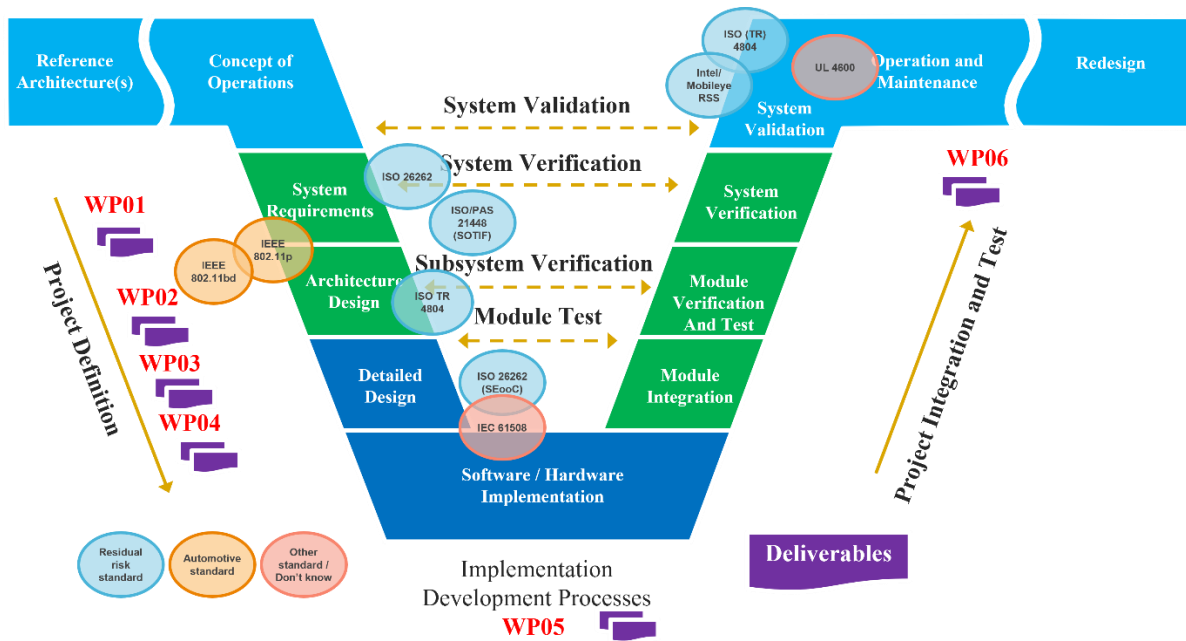 Reference
Architecture(s)
Concept of
Operations
ISO (TR)
4804
Intel/
Mobileye
RSS
UL 4600
Operation and
Maintenance
Redesign
System
Validation
System Validation
System Verification
ISO 26262
ISO/PAS
21448
(SOTIF)
System
Requirements
System
Verification
WP06
WP01
IEEE
802.11p
IEEE
802.11bd
Subsystem Verification
Architecture
Design
ISO TR
4804
Module
Verification
And Test
WP02
Module Test
WP03
Detailed
Design
ISO 26262
(SEooC)
Module
Integration
WP04
IEC 61508
Project Definition
Project Integration and Test
Software / Hardware
Implementation
Residual
risk
standard
Automotive
standard
Other
standard /
Don't know
Deliverables
Implementation
Development Processes
WP05